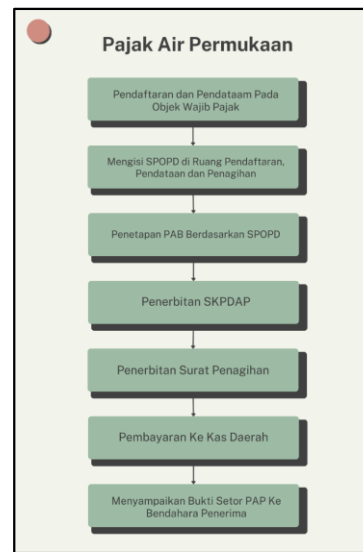 Pajak Air Permukaan
Pendaftaran dan Pendataam Pada
Objek Wajib Pajak
Mengisi SPOPD di Ruang Pendaftaran,
Pendataan dan Penagihan
Penetapan PAB Berdasarkan SPOPD
Penerbitan SKPDAP
Penerbitan Surat Penagihan
Pembayaran Ke Kas Daerah
Menyampaikan Bukti Setor PAP Ke
Bendahara Penerima